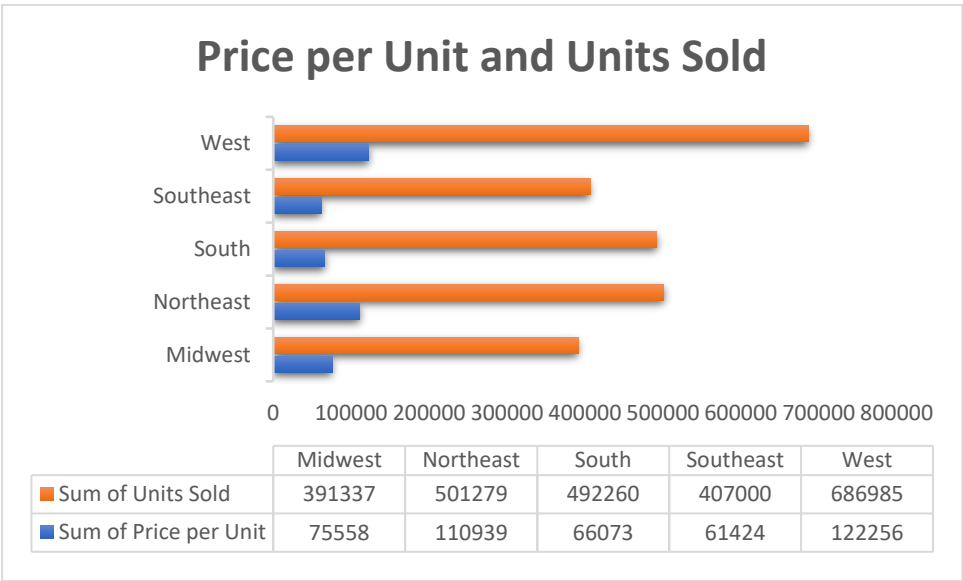 Price per Unit and Units Sold
West
Southeast
South
Northeast
Midwest
0 100000 200000 300000 400000 500000 600000 700000 800000
Midwest Northeast South Southeast West
Sum of Units Sold 391337 501279 492260 407000 686985
Sum of Price per Unit 75558 110939 66073 61424 122256